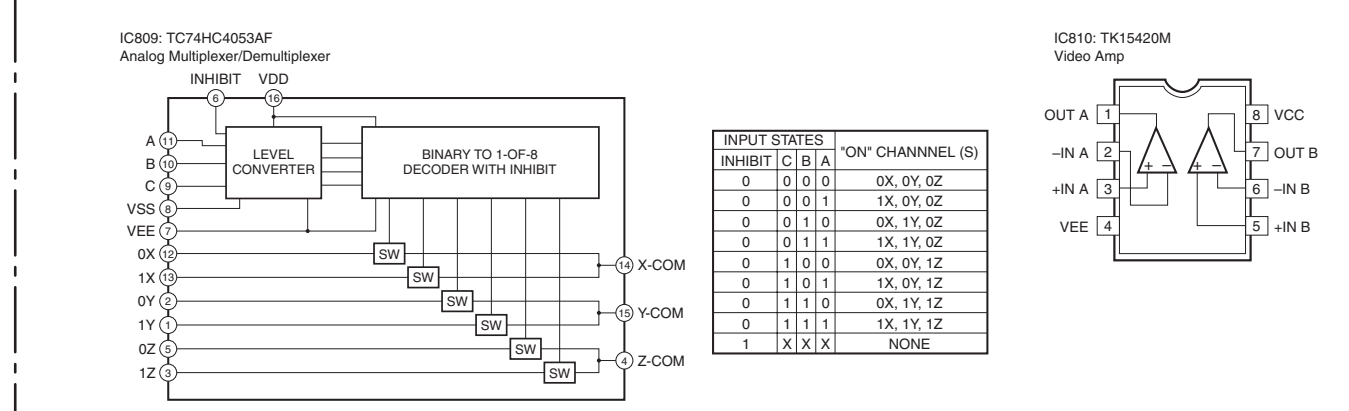 IC809: TC74HC4053AF
Analog Multiplexer/Demultiplexer
INHIBIT VDD
6 16
A 11
B 10
C 9
VSS 8
VEE 7
0X 12
1X 13
0Y 2
1Y 1
0Z 5
1Z 3
LEVEL
CONVERTER
BINARY TO 1-OF-8
DECODER WITH INHIBIT
SW
SW
SW
SW
SW
SW
14 X-COM
15 Y-COM
4 Z-COM
INPUT STATES "ON" CHANNNEL (S)
INHIBIT C B A
0 0 0 0 0X, 0Y, 0Z
0 0 0 1 1X, 0Y, 0Z
0 0 1 0 0X, 1Y, 0Z
0 0 1 1 1X, 1Y, 0Z
0 1 0 0 0X, 0Y, 1Z
0 1 0 1 1X, 0Y, 1Z
0 1 1 0 0X, 1Y, 1Z
0 1 1 1 1X, 1Y, 1Z
1 X X X NONE
IC810: TK15420M
Video Amp
OUT A 1
–IN A 2
+IN A 3
VEE 4
+ –
+ –
8 VCC
7 OUT B
6 –IN B
5 +IN B